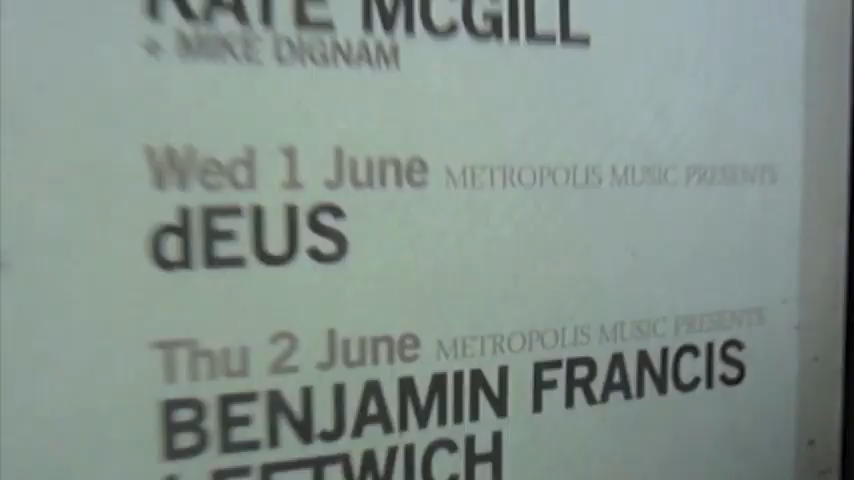 KATE MCGILL
+ MIKE DIGNAM
Wed 1 June METROPOLIS MUSIC PRESENTS
dEUS
Thu 2 June METROPOLIS MUSIC PRESENTS
BENJAMIN FRANCIS
LEFTWICH